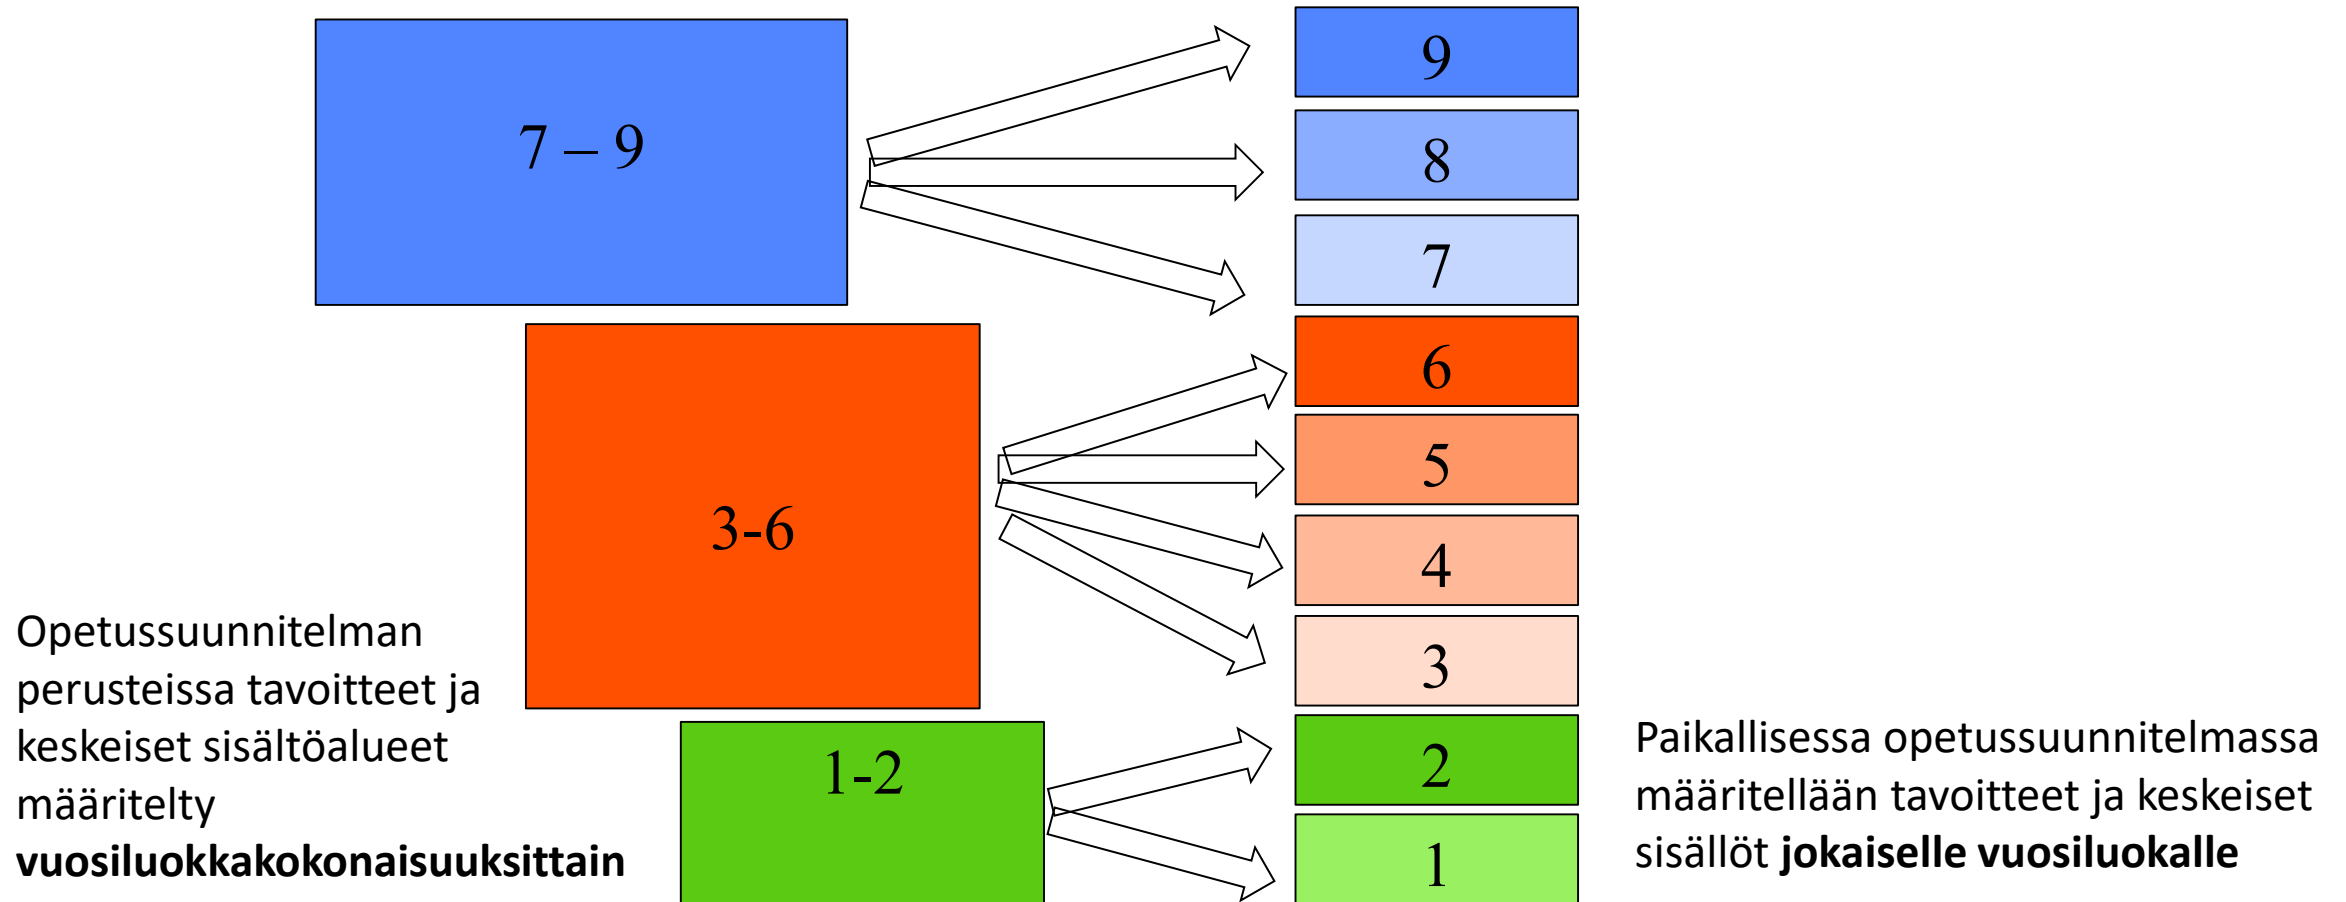 7 – 9
3-6
1-2
9
8
7
6
5
4
3
2
1
Opetussuunnitelman
perusteissa tavoitteet ja
keskeiset sisältöalueet
määritelty
vuosiluokkakokonaisuuksittain
Paikallisessa opetussuunnitelmassa
määritellään tavoitteet ja keskeiset
sisällöt jokaiselle vuosiluokalle